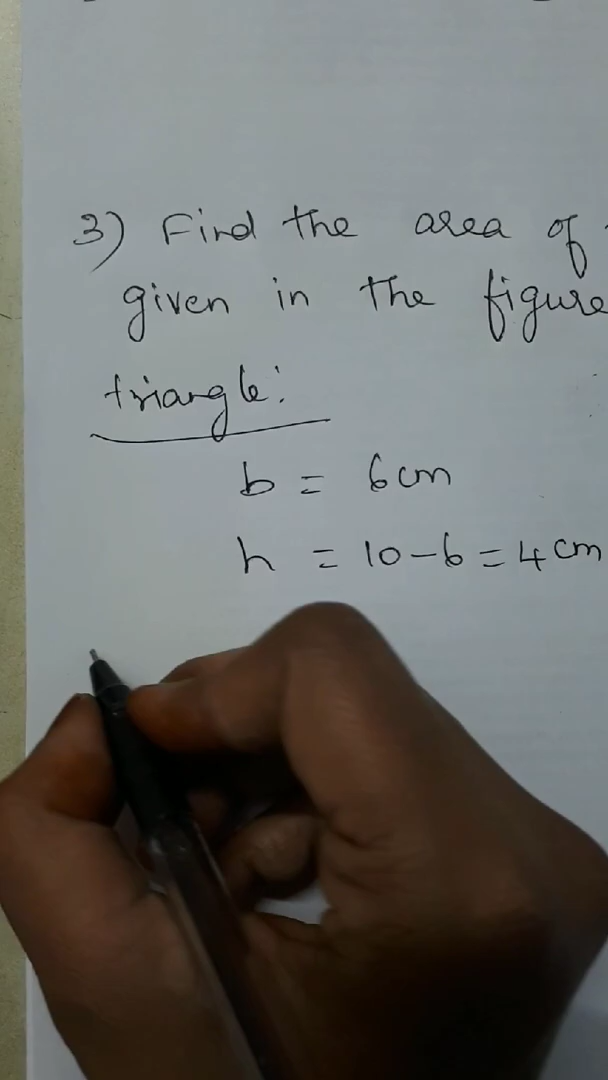 3) Find the area of
given in the figure
triangle:
b = 6cm
h = 10-6 = 4cm